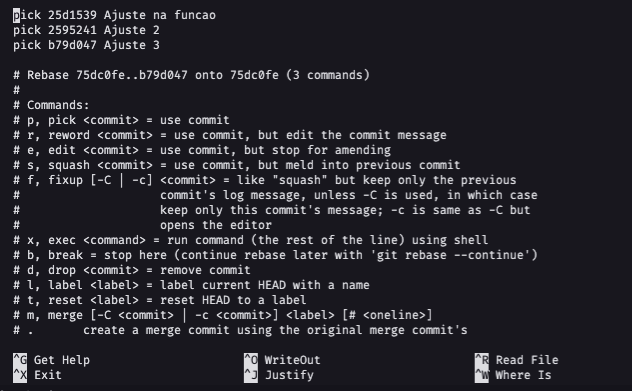 pick 25d1539 Ajuste na funcao
pick 2595241 Ajuste 2
pick b79d047 Ajuste 3
# Rebase 75dc0fe..b79d047 onto 75dc0fe (3 commands)
#
# Commands:
# p, pick <commit> = use commit
# r, reword <commit> = use commit, but edit the commit message
# e, edit <commit> = use commit, but stop for amending
# s, squash <commit> = use commit, but meld into previous commit
# f, fixup [-C | -c] <commit> = like "squash" but keep only the previous
#                    commit's log message, unless -C is used, in which case
#                    keep only this commit's message; -c is same as -C but
#                    opens the editor
# x, exec <command> = run command (the rest of the line) using shell
# b, break = stop here (continue rebase later with 'git rebase --continue')
# d, drop <commit> = remove commit
# l, label <label> = label current HEAD with a name
# t, reset <label> = reset HEAD to a label
# m, merge [-C <commit> | -c <commit>] <label> [# <oneline>]
# .       create a merge commit using the original merge commit's
^G Get Help ^O WriteOut ^R Read File
^X Exit ^J Justify ^W Where Is